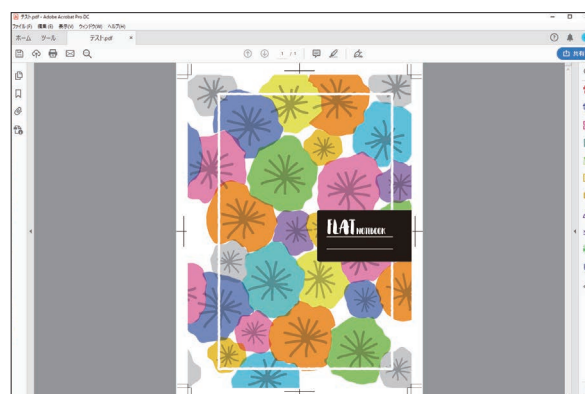 テスト.pdf - Adobe Acrobat Pro DC
ファイル(F) 編集(E) 表示(V) ウィンドウ(W) ヘルプ(H)
ホーム ツール テスト.pdf ×
1 / 1
共有
FLAT NOTEBOOK